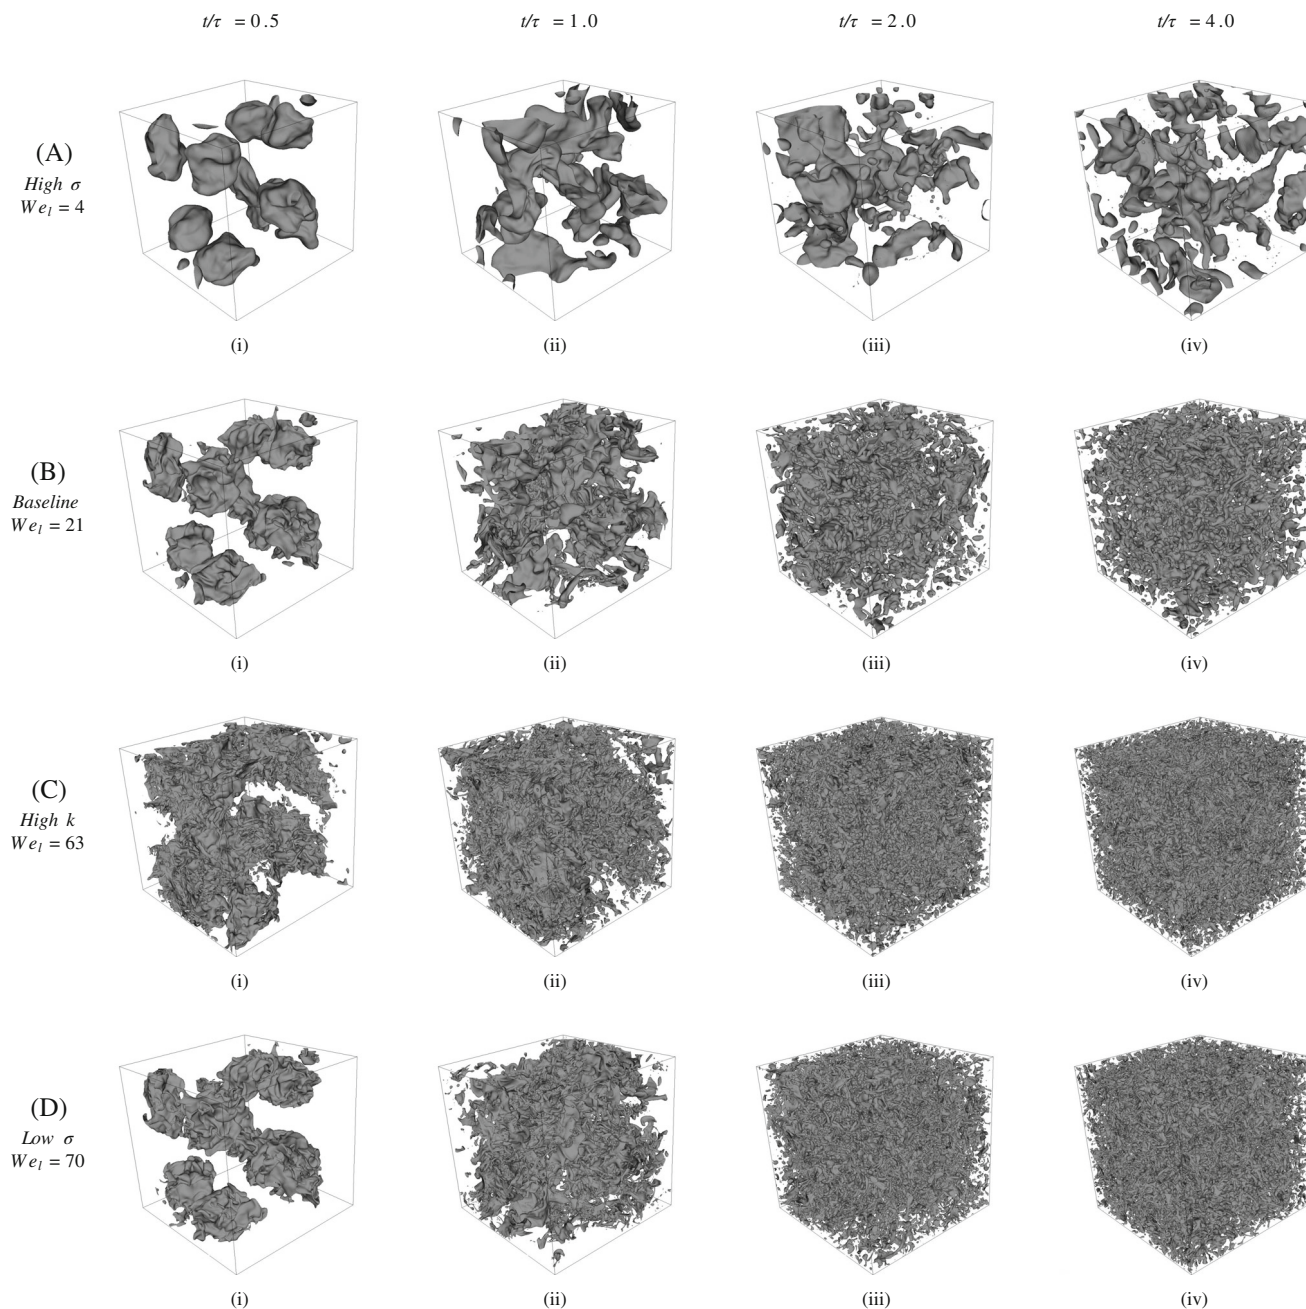 t/τ = 0.5 t/τ = 1.0 t/τ = 2.0 t/τ = 4.0
(A)
High σ
We_l = 4
(i) (ii) (iii) (iv)
(B)
Baseline
We_l = 21
(i) (ii) (iii) (iv)
(C)
High k
We_l = 63
(i) (ii) (iii) (iv)
(D)
Low σ
We_l = 70
(i) (ii) (iii) (iv)